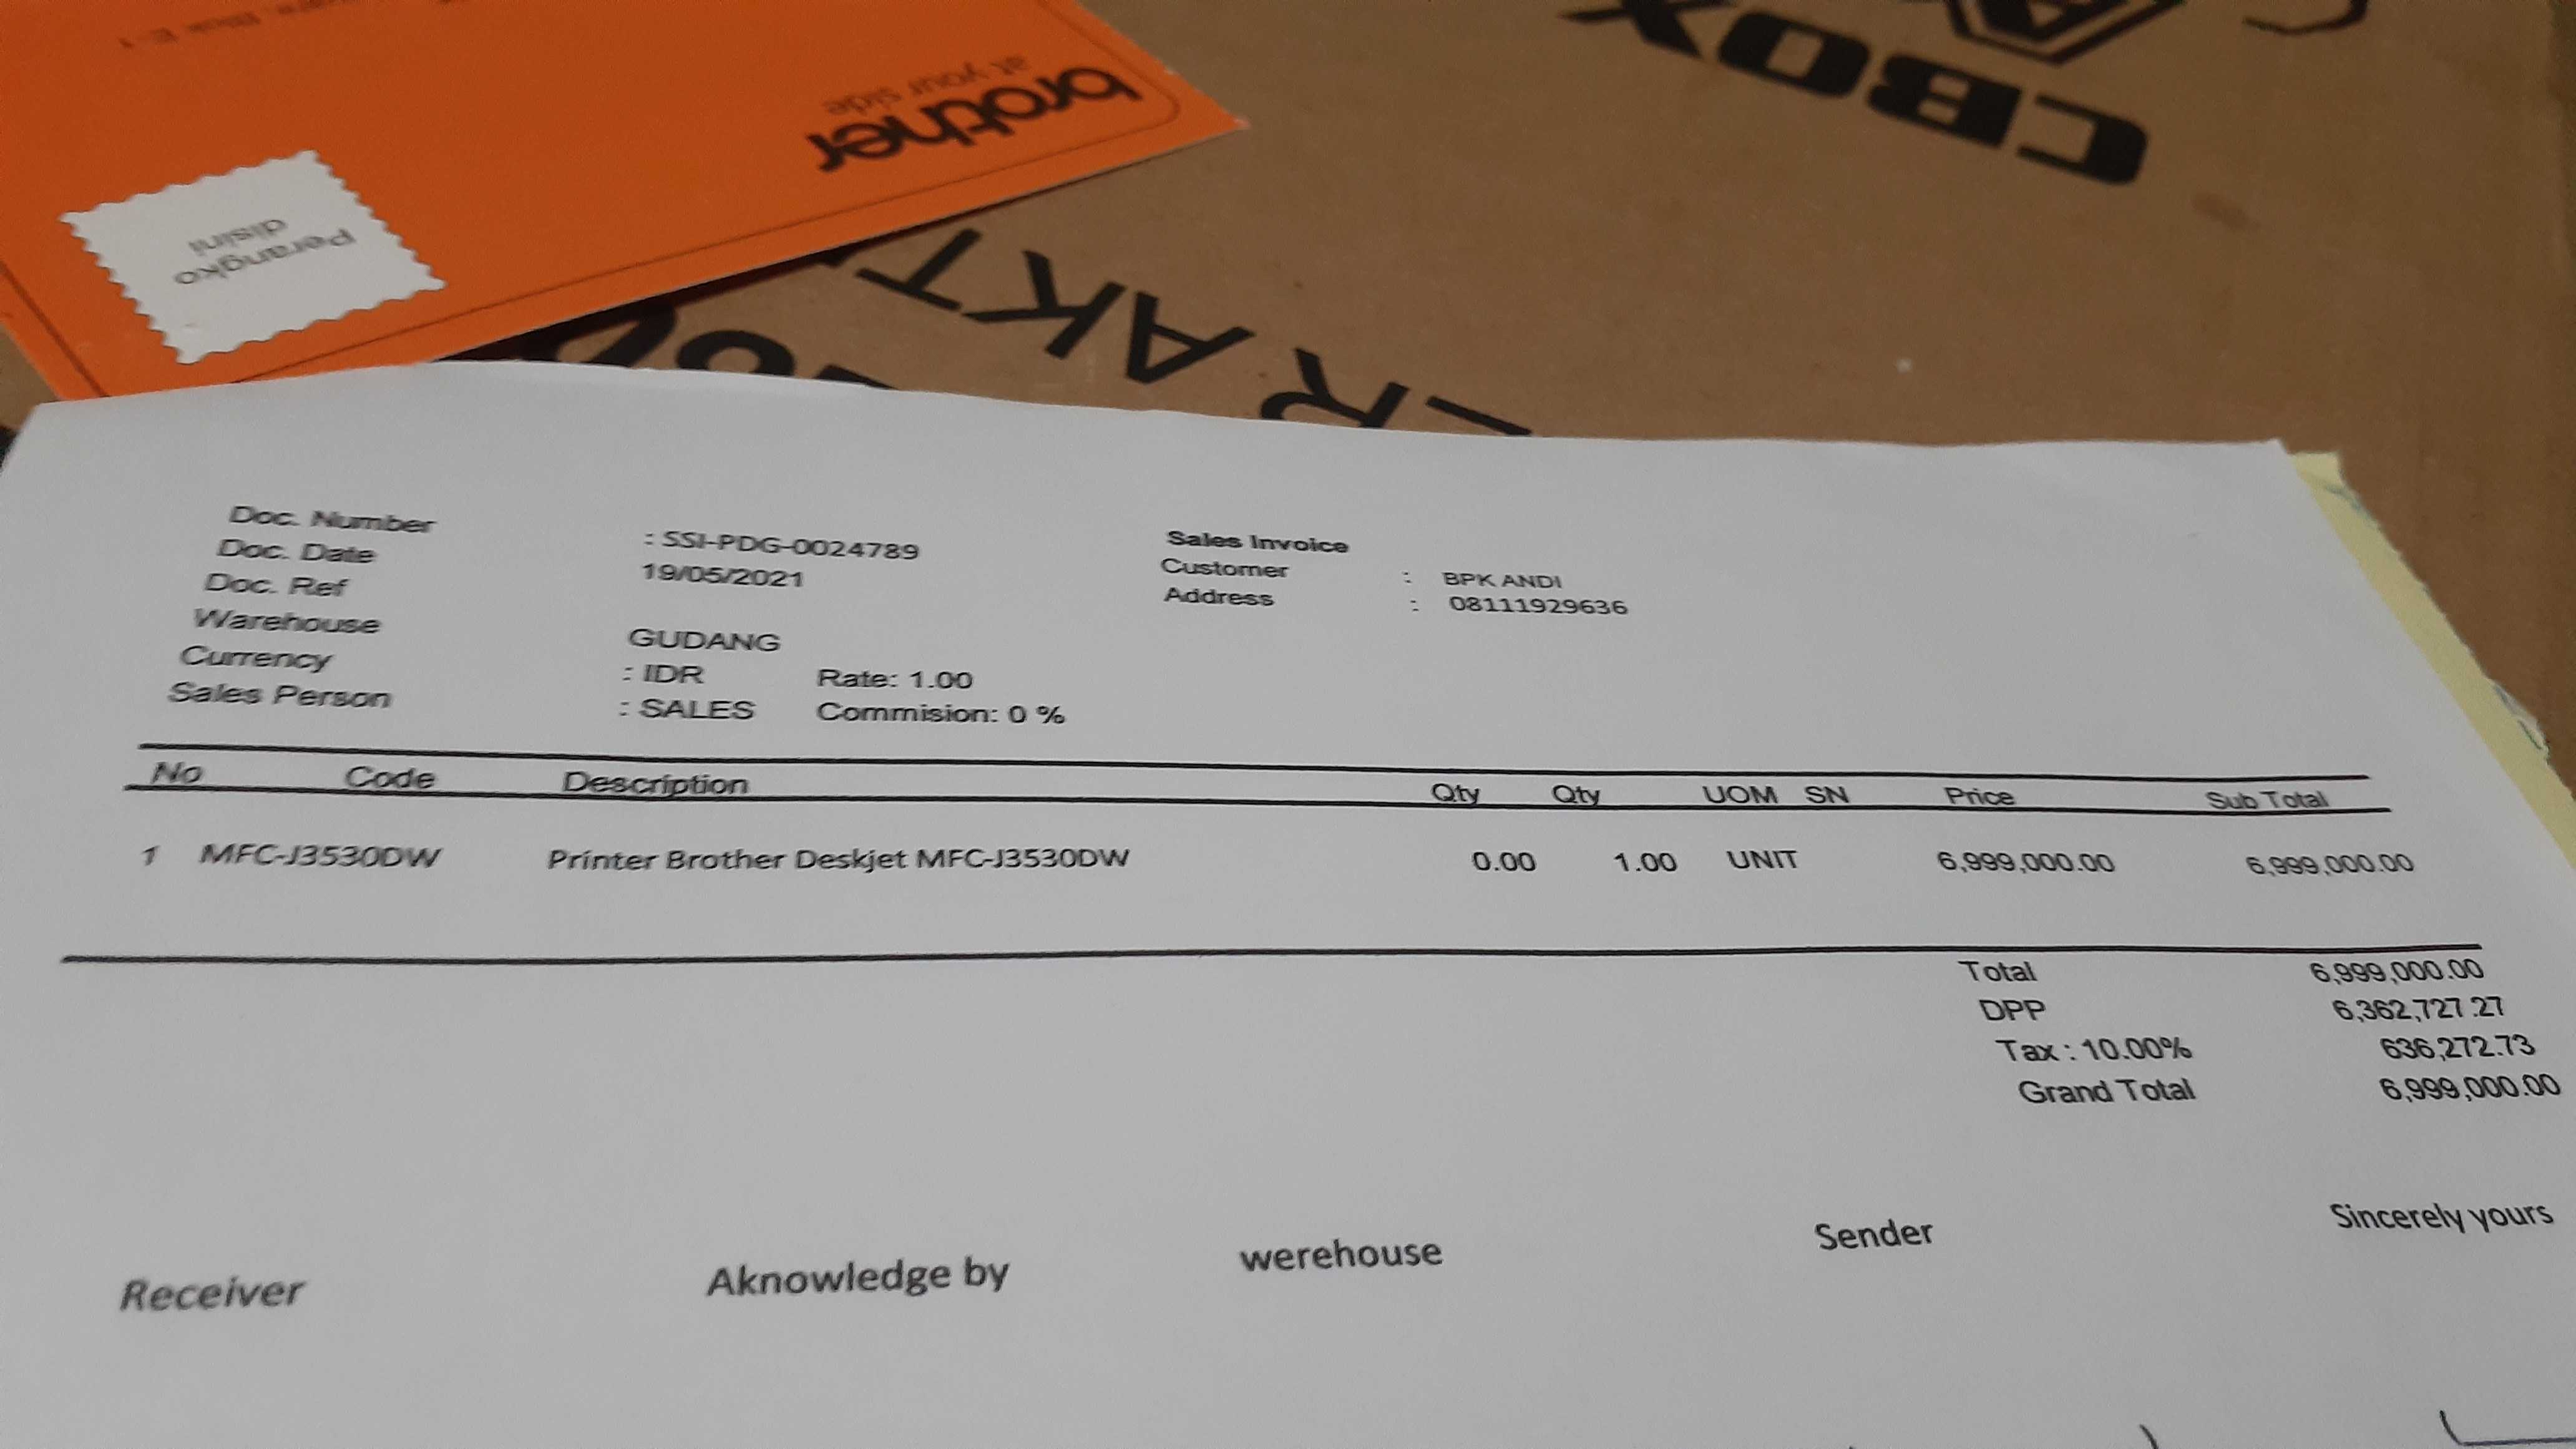 brother
at your side
Perangko
disini
CBOX
Doc. Number : SSI-PDG-0024789
Doc. Date 19/05/2021
Doc. Ref
Warehouse GUDANG
Currency : IDR Rate: 1.00
Sales Person : SALES Commision: 0 %
Sales Invoice
Customer : BPK ANDI
Address : 08111929636
No Code Description Qty Qty UOM SN Price Sub Total
1 MFC-J3530DW Printer Brother Deskjet MFC-J3530DW 0.00 1.00 UNIT 6,999,000.00 6,999,000.00
Total 6,999,000.00
DPP 6,362,727.27
Tax : 10.00% 636,272.73
Grand Total 6,999,000.00
Receiver Aknowledge by werehouse Sender Sincerely yours